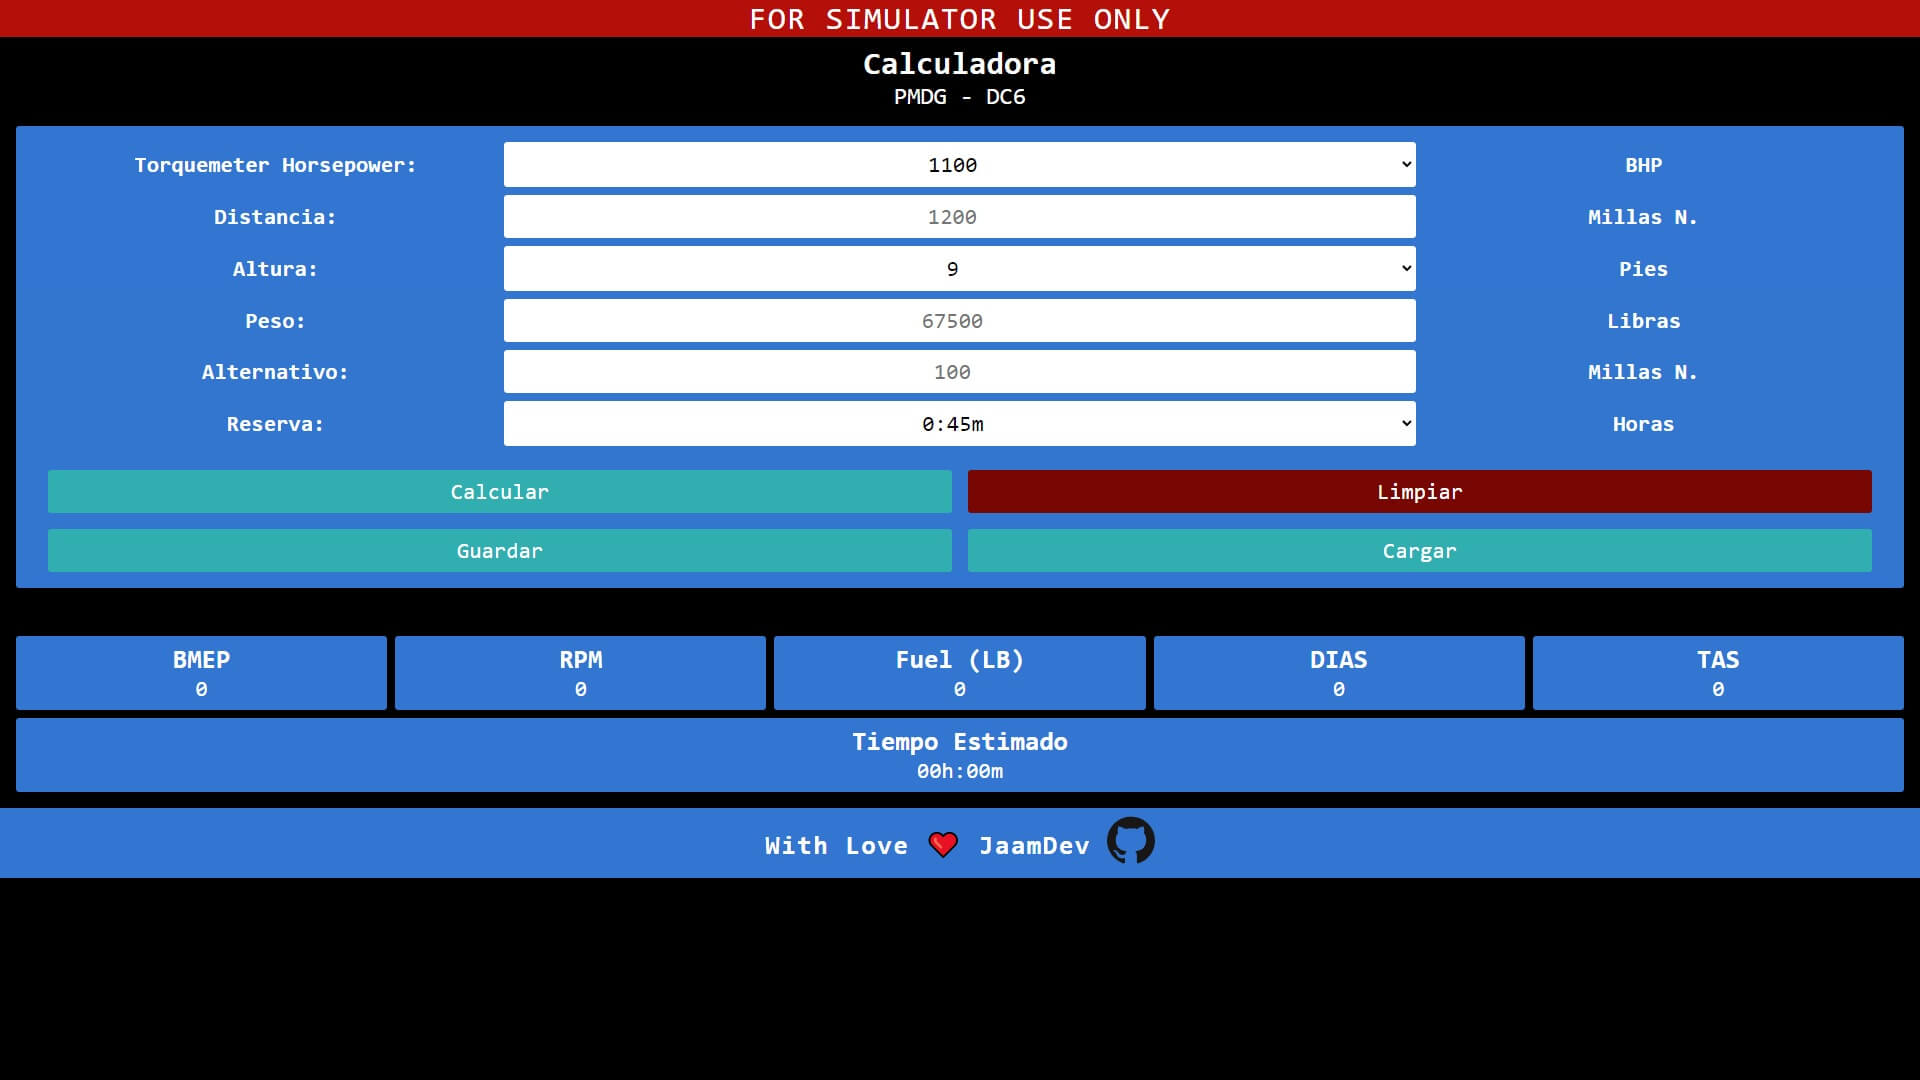 FOR SIMULATOR USE ONLY
Calculadora
PMDG - DC6
Torquemeter Horsepower: 1100 BHP
Distancia: 1200 Millas N.
Altura: 9 Pies
Peso: 67500 Libras
Alternativo: 100 Millas N.
Reserva: 0:45m Horas
Calcular Limpiar
Guardar Cargar
BMEP RPM Fuel (LB) DIAS TAS
0 0 0 0 0
Tiempo Estimado
00h:00m
With Love JaamDev